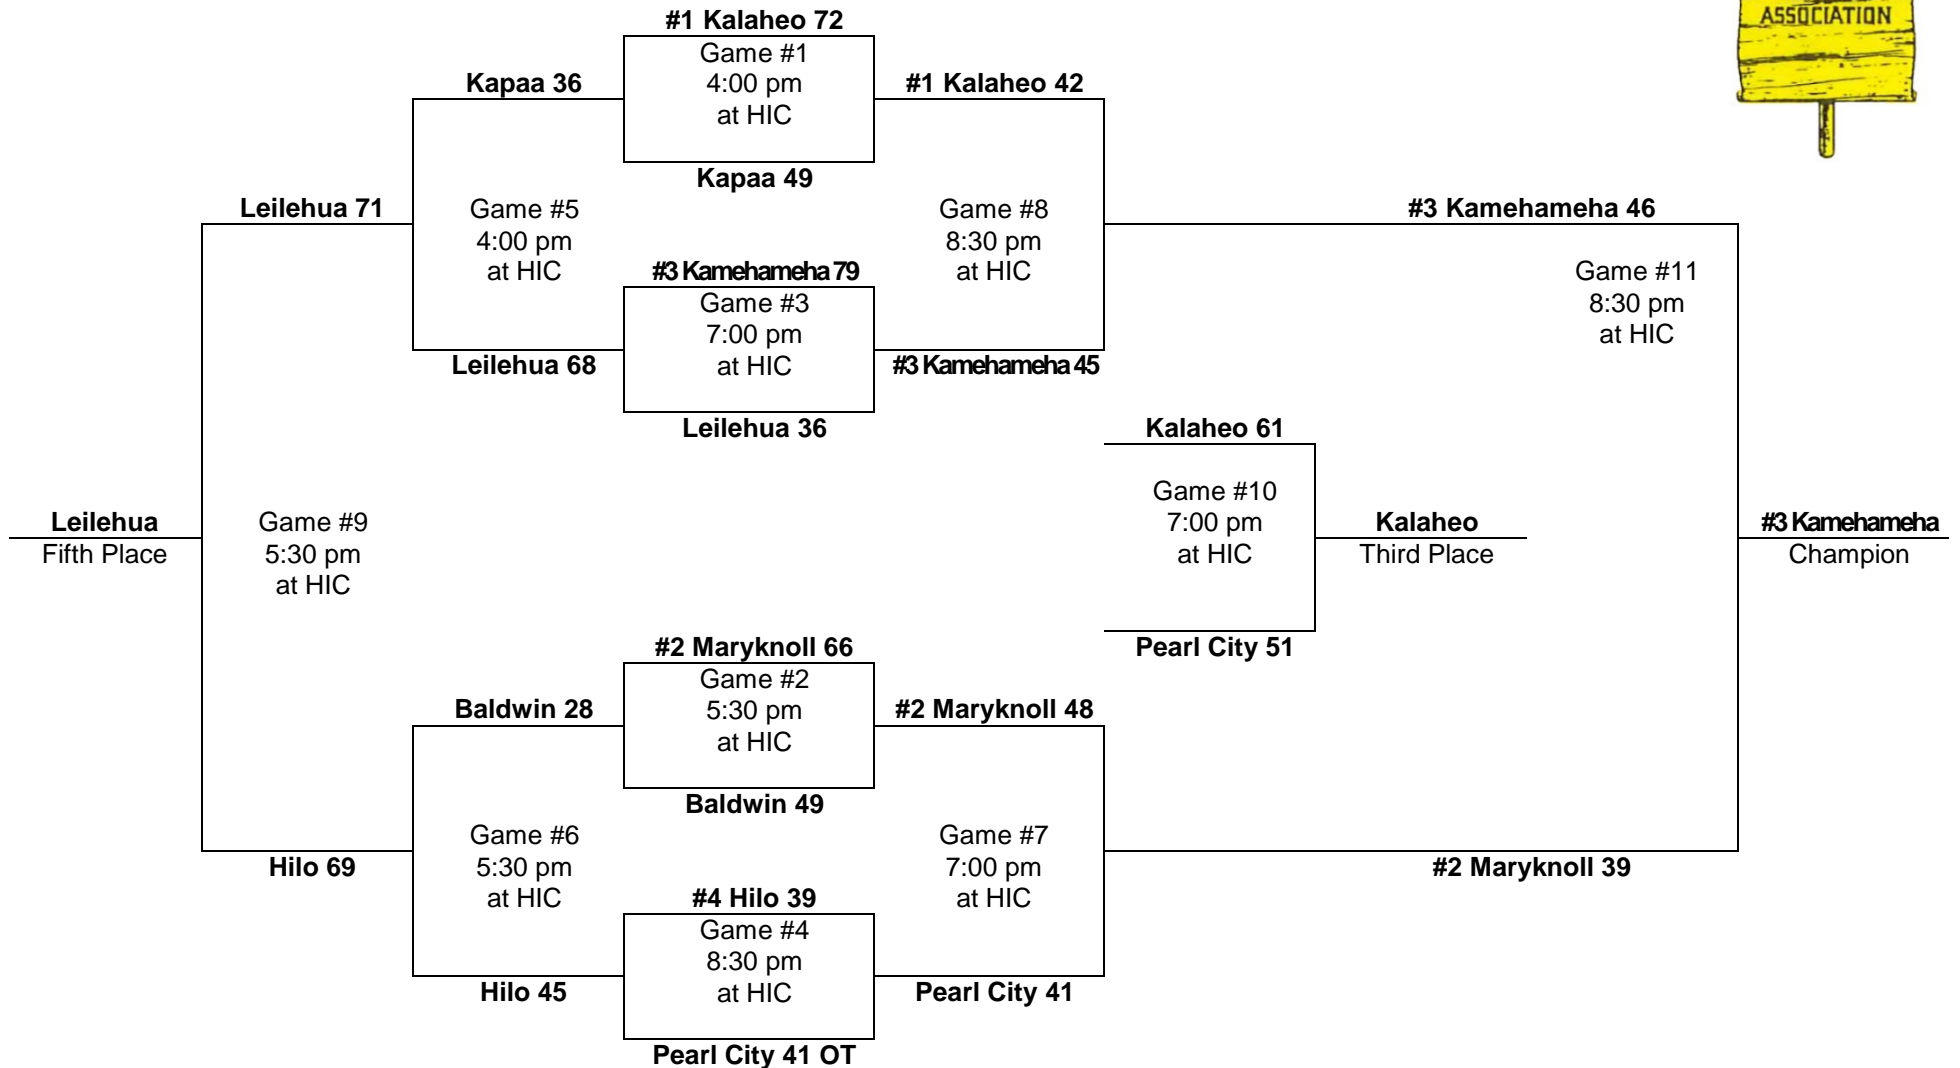 ASSOCIATION
#1 Kalaheo 72
Game #1
4:00 pm
at HIC
Kapaa 49
Kapaa 36
#1 Kalaheo 42
Leilehua 71
Game #5
4:00 pm
at HIC
Game #8
8:30 pm
at HIC
#3 Kamehameha 46
#3 Kamehameha 79
Game #3
7:00 pm
at HIC
Leilehua 36
Leilehua 68
#3 Kamehameha 45
Game #11
8:30 pm
at HIC
Kalaheo 61
Game #10
7:00 pm
at HIC
Pearl City 51
Leilehua
Fifth Place
Game #9
5:30 pm
at HIC
Kalaheo
Third Place
#3 Kamehameha
Champion
#2 Maryknoll 66
Game #2
5:30 pm
at HIC
Baldwin 49
Baldwin 28
#2 Maryknoll 48
Game #6
5:30 pm
at HIC
Game #7
7:00 pm
at HIC
Hilo 69
#2 Maryknoll 39
#4 Hilo 39
Game #4
8:30 pm
at HIC
Pearl City 41 OT
Hilo 45
Pearl City 41